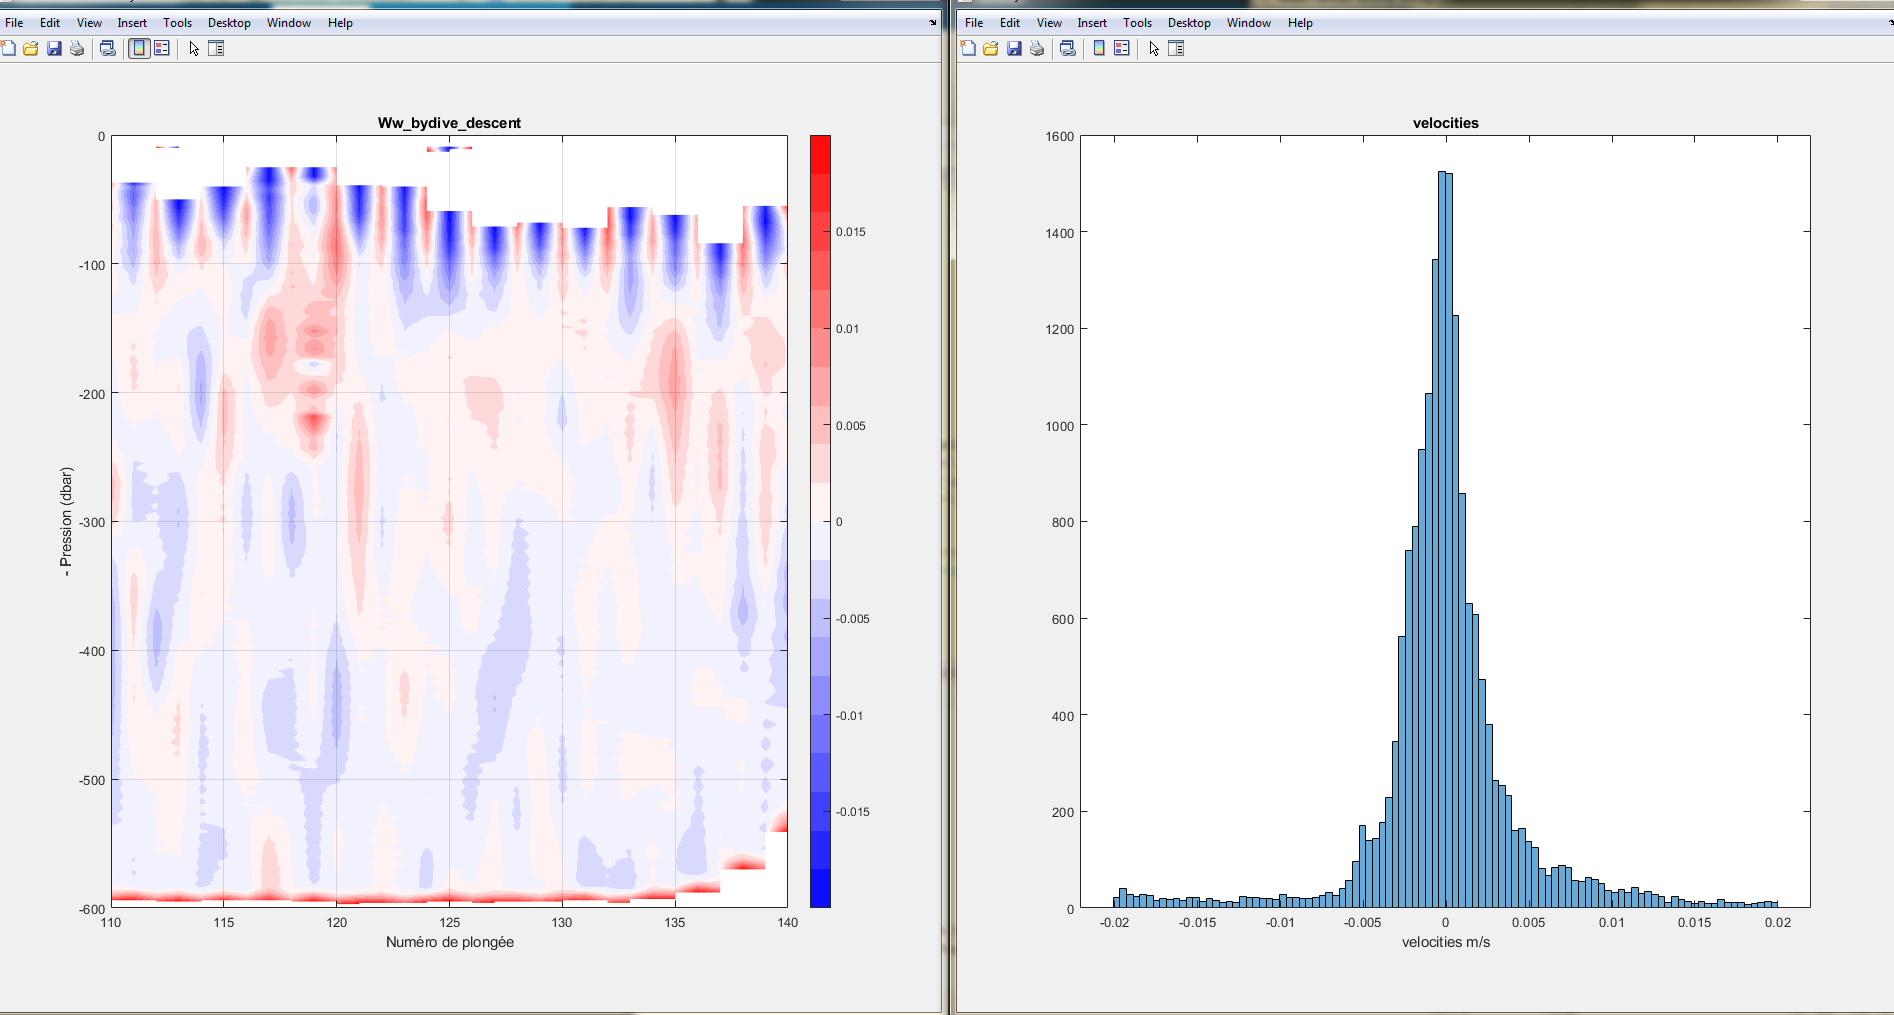 File Edit View Insert Tools Desktop Window Help
Ww_bydive_descent
0
-100
-200
-300
-400
-500
-600
- Pression (dbar)
110 115 120 125 130 135 140
Numéro de plongée
0.015
0.01
0.005
0
-0.005
-0.01
-0.015
File Edit View Insert Tools Desktop Window Help
velocities
1600
1400
1200
1000
800
600
400
200
0
-0.02 -0.015 -0.01 -0.005 0 0.005 0.01 0.015 0.02
velocities m/s